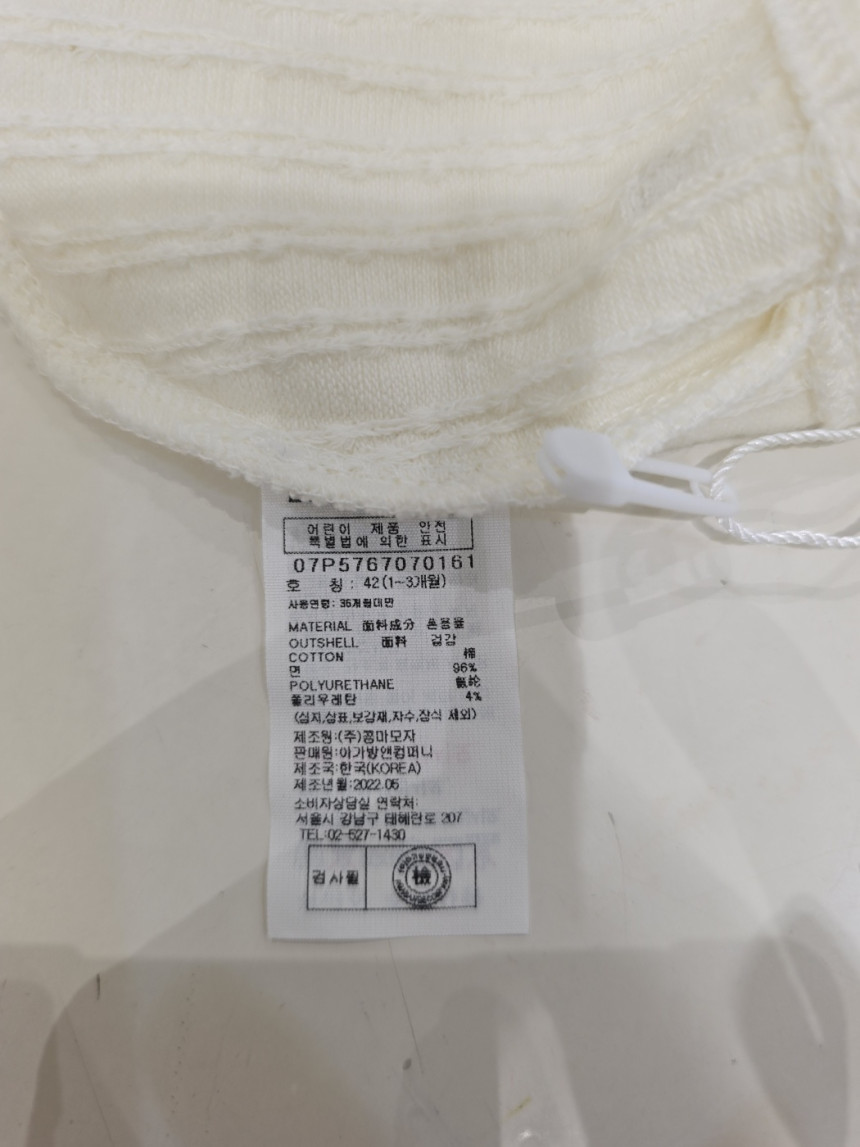 어린이 제품 안전
특별법에 의한 표시
07P5767070161
호 칭: 42(1~3개월)
사용연령: 36개월미만
MATERIAL 面料成分 혼용율
OUTSHELL 面料 겉감
COTTON 棉
면 96%
POLYURETHANE 氨纶
폴리우레탄 4%
(심지,상표,보강재,자수,장식 제외)
제조원:(주)콩마모자
판매원:아가방앤컴퍼니
제조국:한국(KOREA)
제조년월:2022.05
소비자상담실 연락처:
서울시 강남구 테헤란로 207
TEL:02-527-1430
검사필 檢